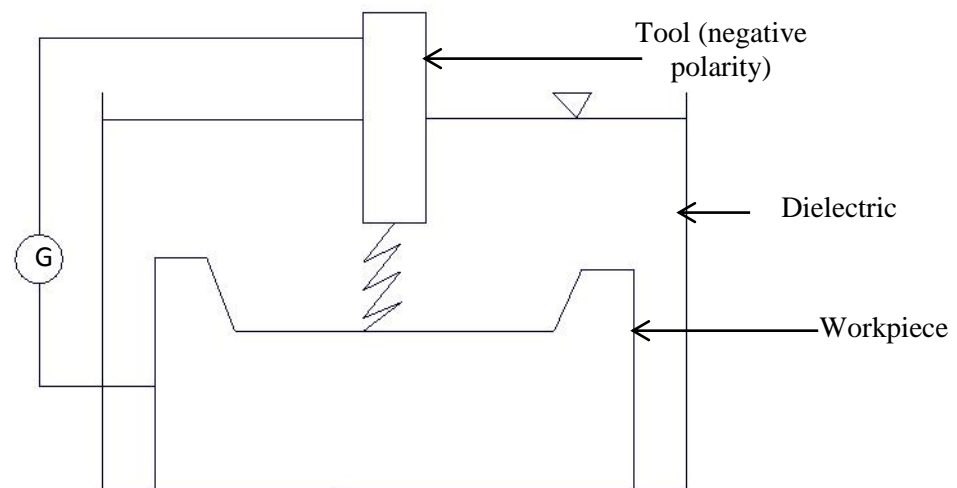 Tool (negative
polarity)
Dielectric
G
Workpiece